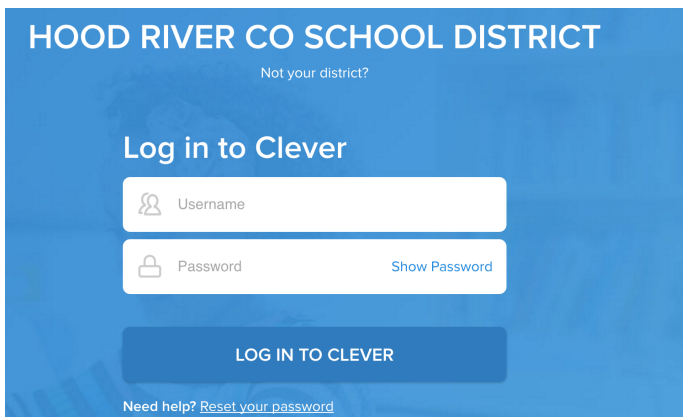 HOOD RIVER CO SCHOOL DISTRICT
Not your district?
Log in to Clever
Username
Password Show Password
LOG IN TO CLEVER
Need help? Reset your password